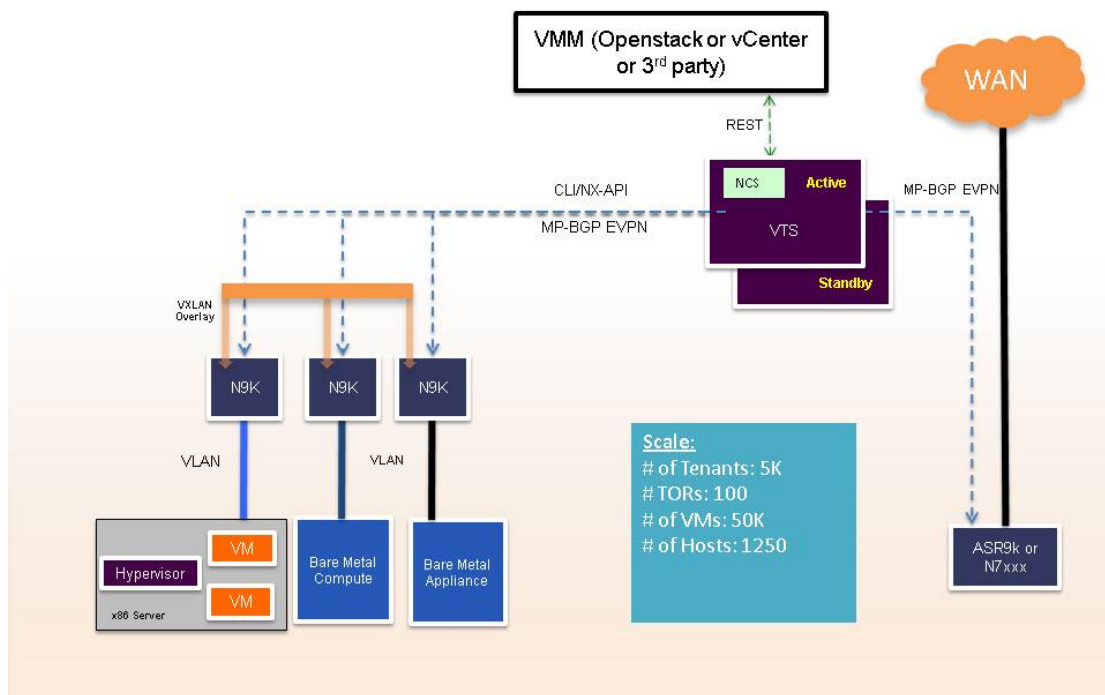 VMM (Openstack or vCenter
or 3rd party)
WAN
REST
NCS
Active
CLI/NX-API
MP-BGP EVPN
VTS
MP-BGP EVPN
Standby
VXLAN
Overlay
N9K
N9K
N9K
VLAN
VLAN
Scale:
# of Tenants: 5K
# TORs: 100
# of VMs: 50K
# of Hosts: 1250
VM
Hypervisor
VM
x86 Server
Bare Metal
Compute
Bare Metal
Appliance
ASR9k or
N7xxx